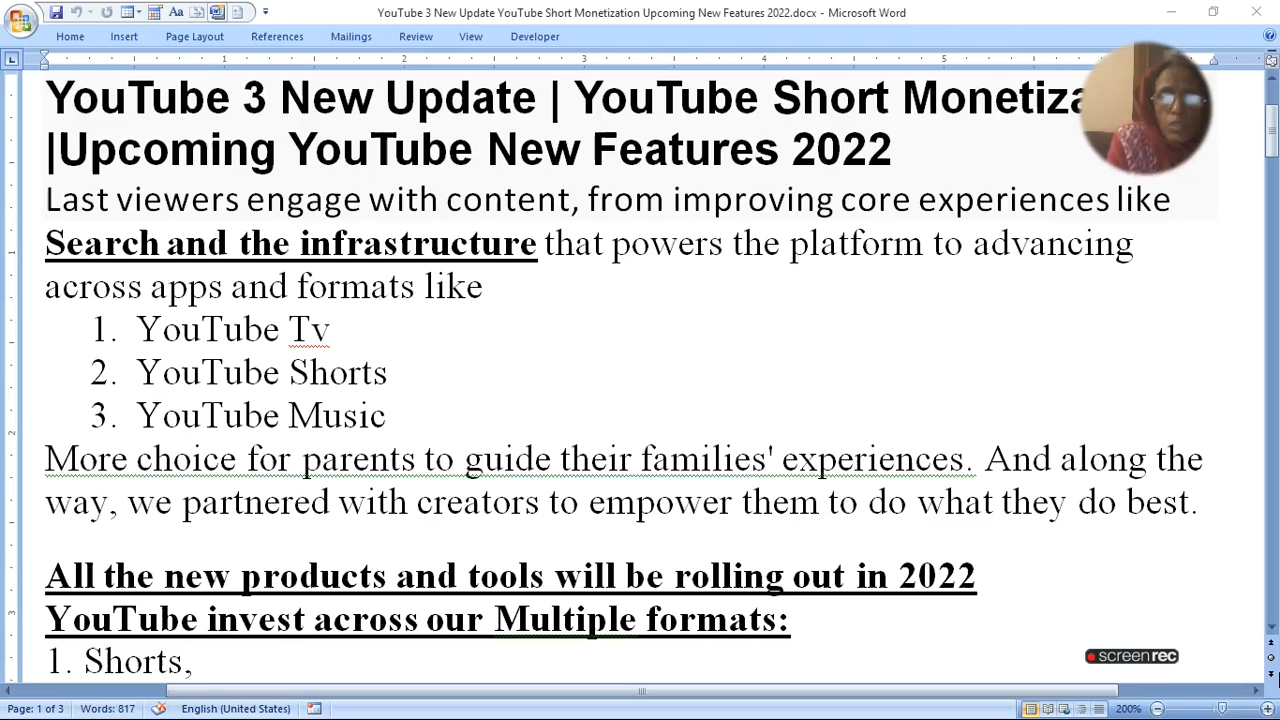 YouTube 3 New Update YouTube Short Monetization Upcoming New Features 2022.docx - Microsoft Word
Home Insert Page Layout References Mailings Review View Developer
1 2 3 4 5
YouTube 3 New Update | YouTube Short Monetiza
|Upcoming YouTube New Features 2022
Last viewers engage with content, from improving core experiences like
Search and the infrastructure that powers the platform to advancing
across apps and formats like
1. YouTube Tv
2. YouTube Shorts
3. YouTube Music
More choice for parents to guide their families' experiences. And along the
way, we partnered with creators to empower them to do what they do best.
All the new products and tools will be rolling out in 2022
YouTube invest across our Multiple formats:
1. Shorts,
screenrec
Page: 1 of 3 Words: 817 English (United States) 200%